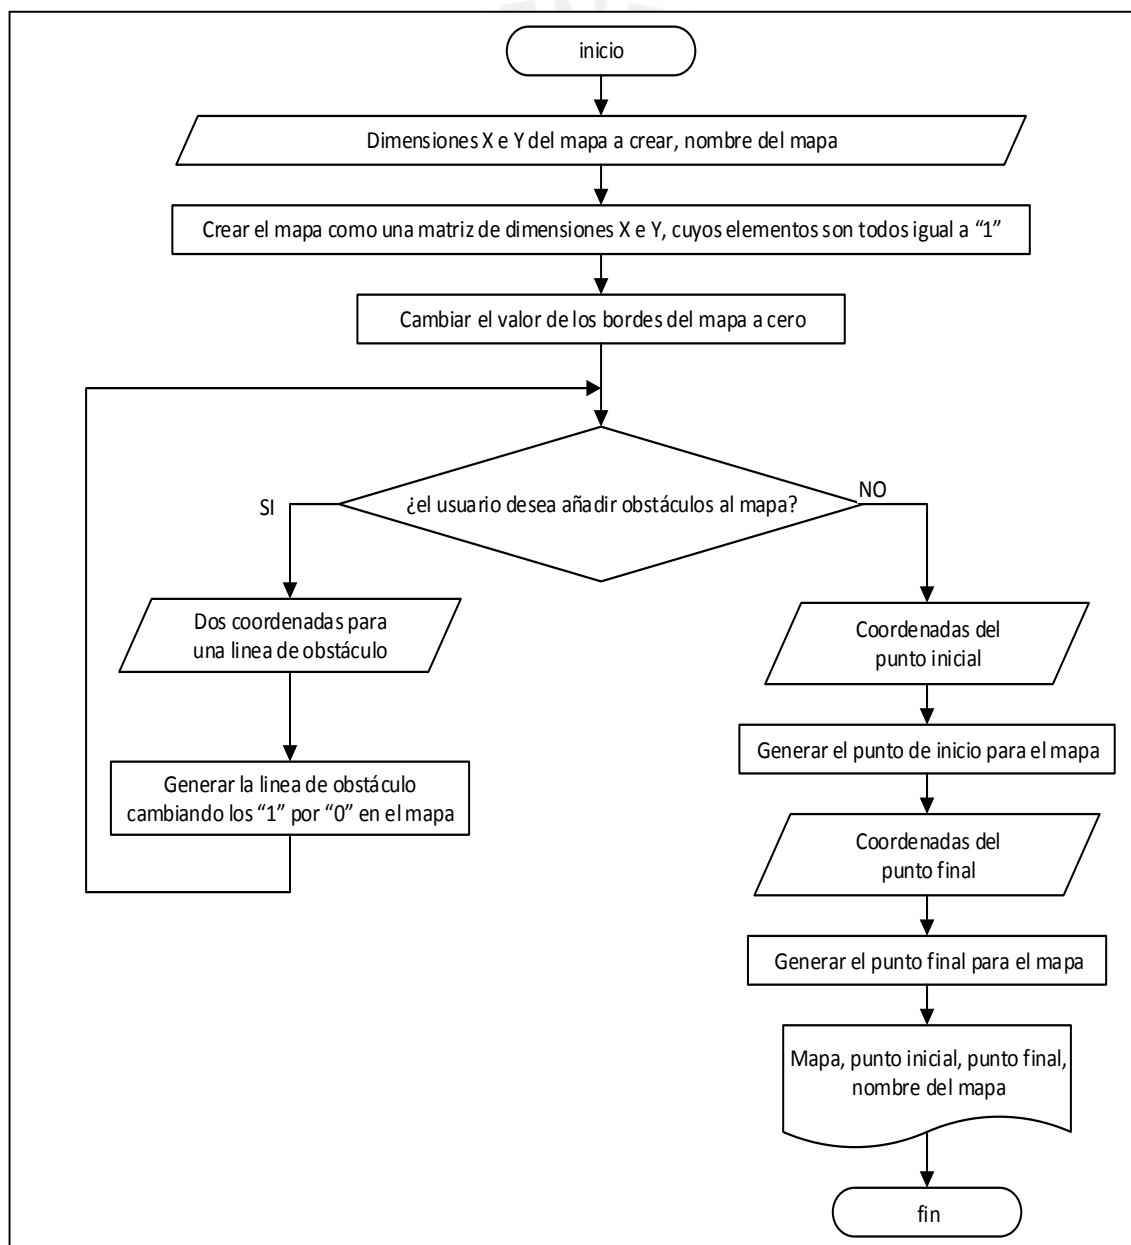 inicio
Dimensiones X e Y del mapa a crear, nombre del mapa
Crear el mapa como una matriz de dimensiones X e Y, cuyos elementos son todos igual a “1”
Cambiar el valor de los bordes del mapa a cero
¿el usuario desea añadir obstáculos al mapa?
SI
NO
Dos coordenadas para
una linea de obstáculo
Generar la linea de obstáculo
cambiando los “1” por “0” en el mapa
Coordenadas del
punto inicial
Generar el punto de inicio para el mapa
Coordenadas del
punto final
Generar el punto final para el mapa
Mapa, punto inicial, punto final,
nombre del mapa
fin